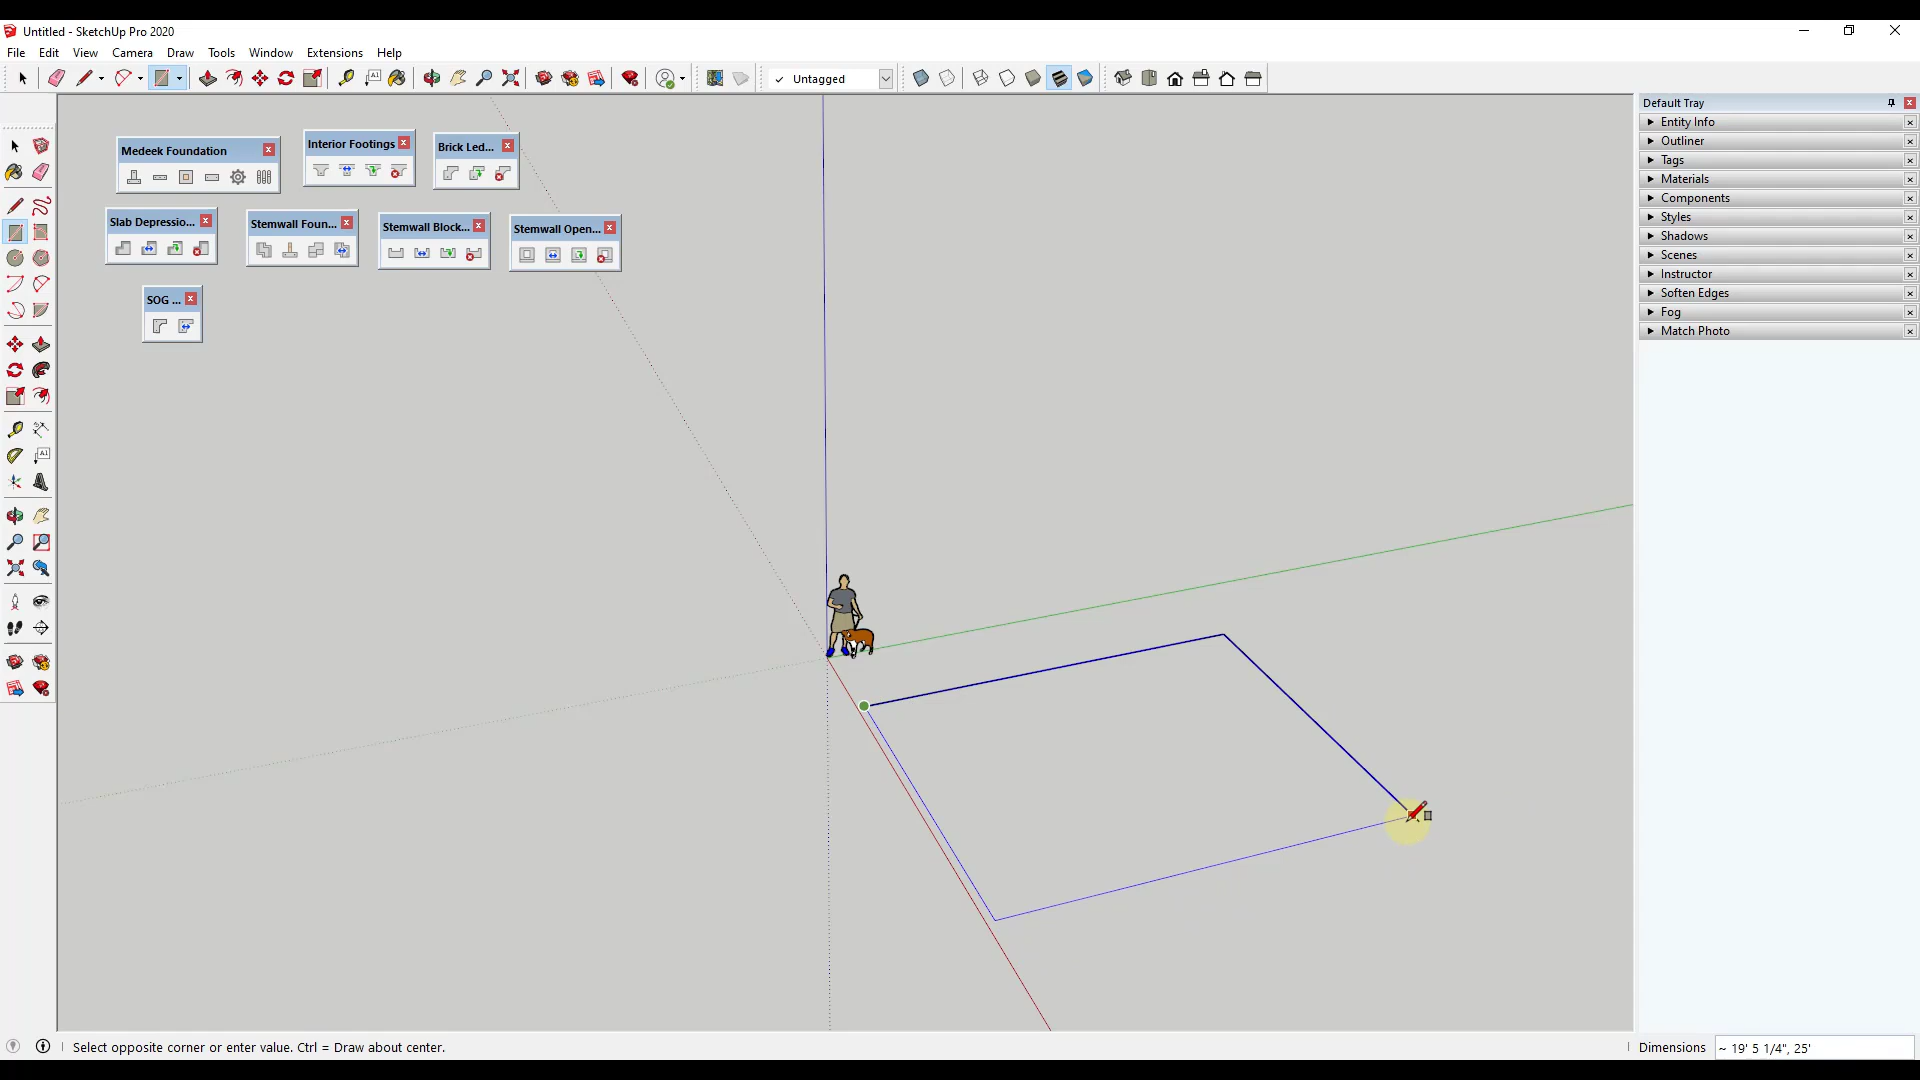 Untitled - SketchUp Pro 2020
File Edit View Camera Draw Tools Window Extensions Help
A1
✓ Untagged
Default Tray
Entity Info
Outliner
Tags
Materials
Components
Styles
Shadows
Scenes
Instructor
Soften Edges
Fog
Match Photo
Medeek Foundation
Interior Footings
Brick Led...
Slab Depressio...
Stemwall Foun...
Stemwall Block...
Stemwall Open...
SOG ...
A1
Select opposite corner or enter value. Ctrl = Draw about center.
Dimensions ~ 19' 5 1/4", 25'